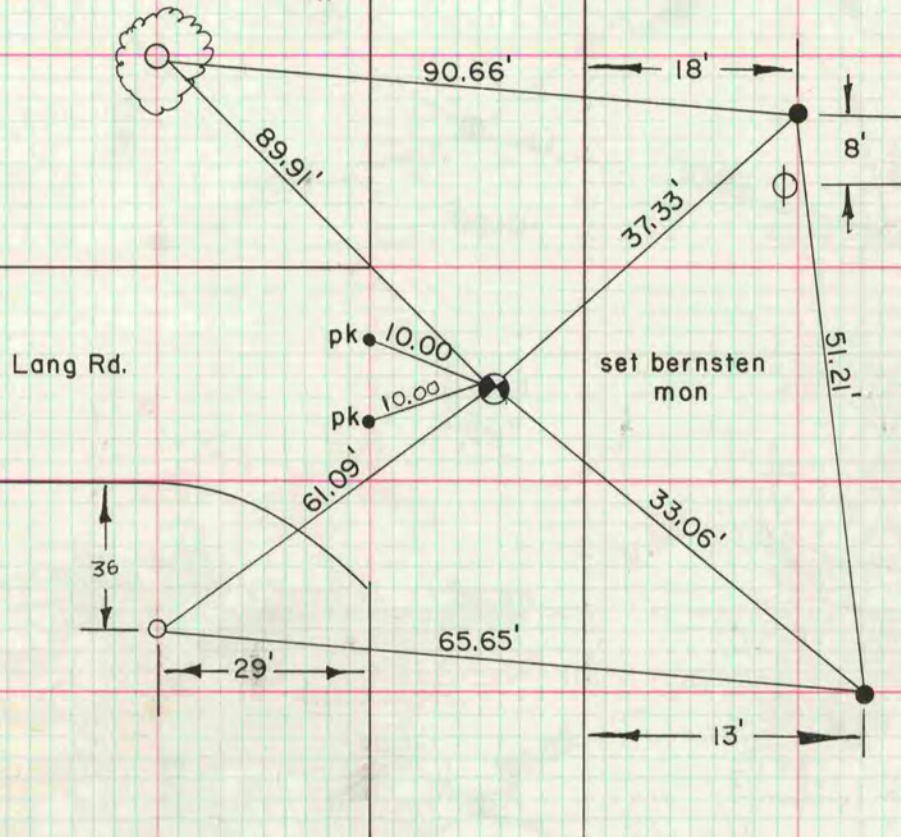 90.66'
18'
8'
89.91'
37.33'
pk
10.00
Lang Rd.
set bernsten
mon
51.21'
pk
10.00
61.09'
33.06'
36
65.65'
29'
13'